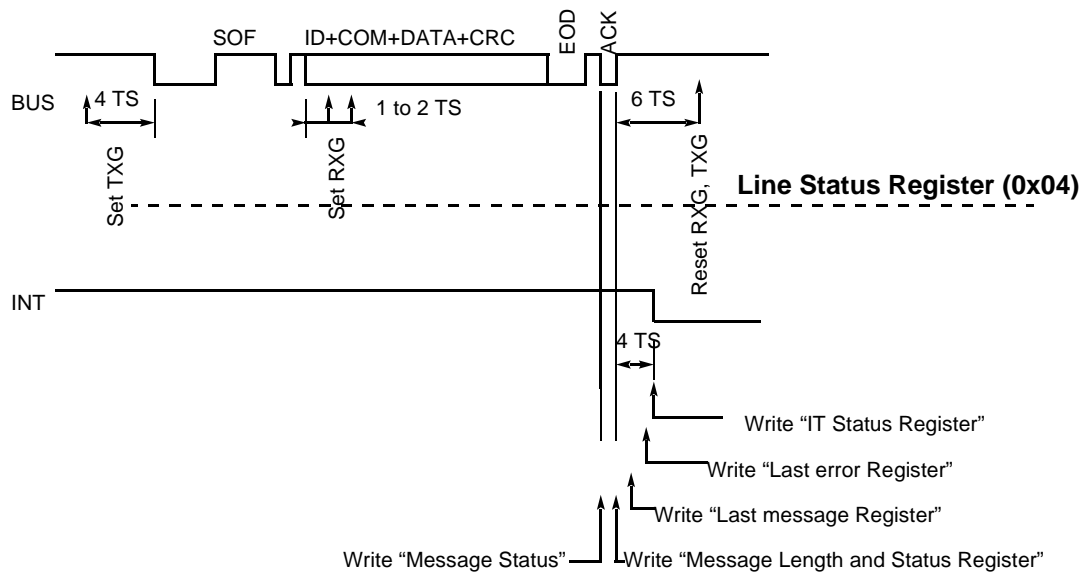 SOF
ID+COM+DATA+CRC
EOD
ACK
BUS
4 TS
1 to 2 TS
6 TS
Set TXG
Set RXG
Reset RXG, TXG
Line Status Register (0x04)
INT
4 TS
Write “IT Status Register”
Write “Last error Register”
Write “Last message Register”
Write “Message Status”
Write “Message Length and Status Register”